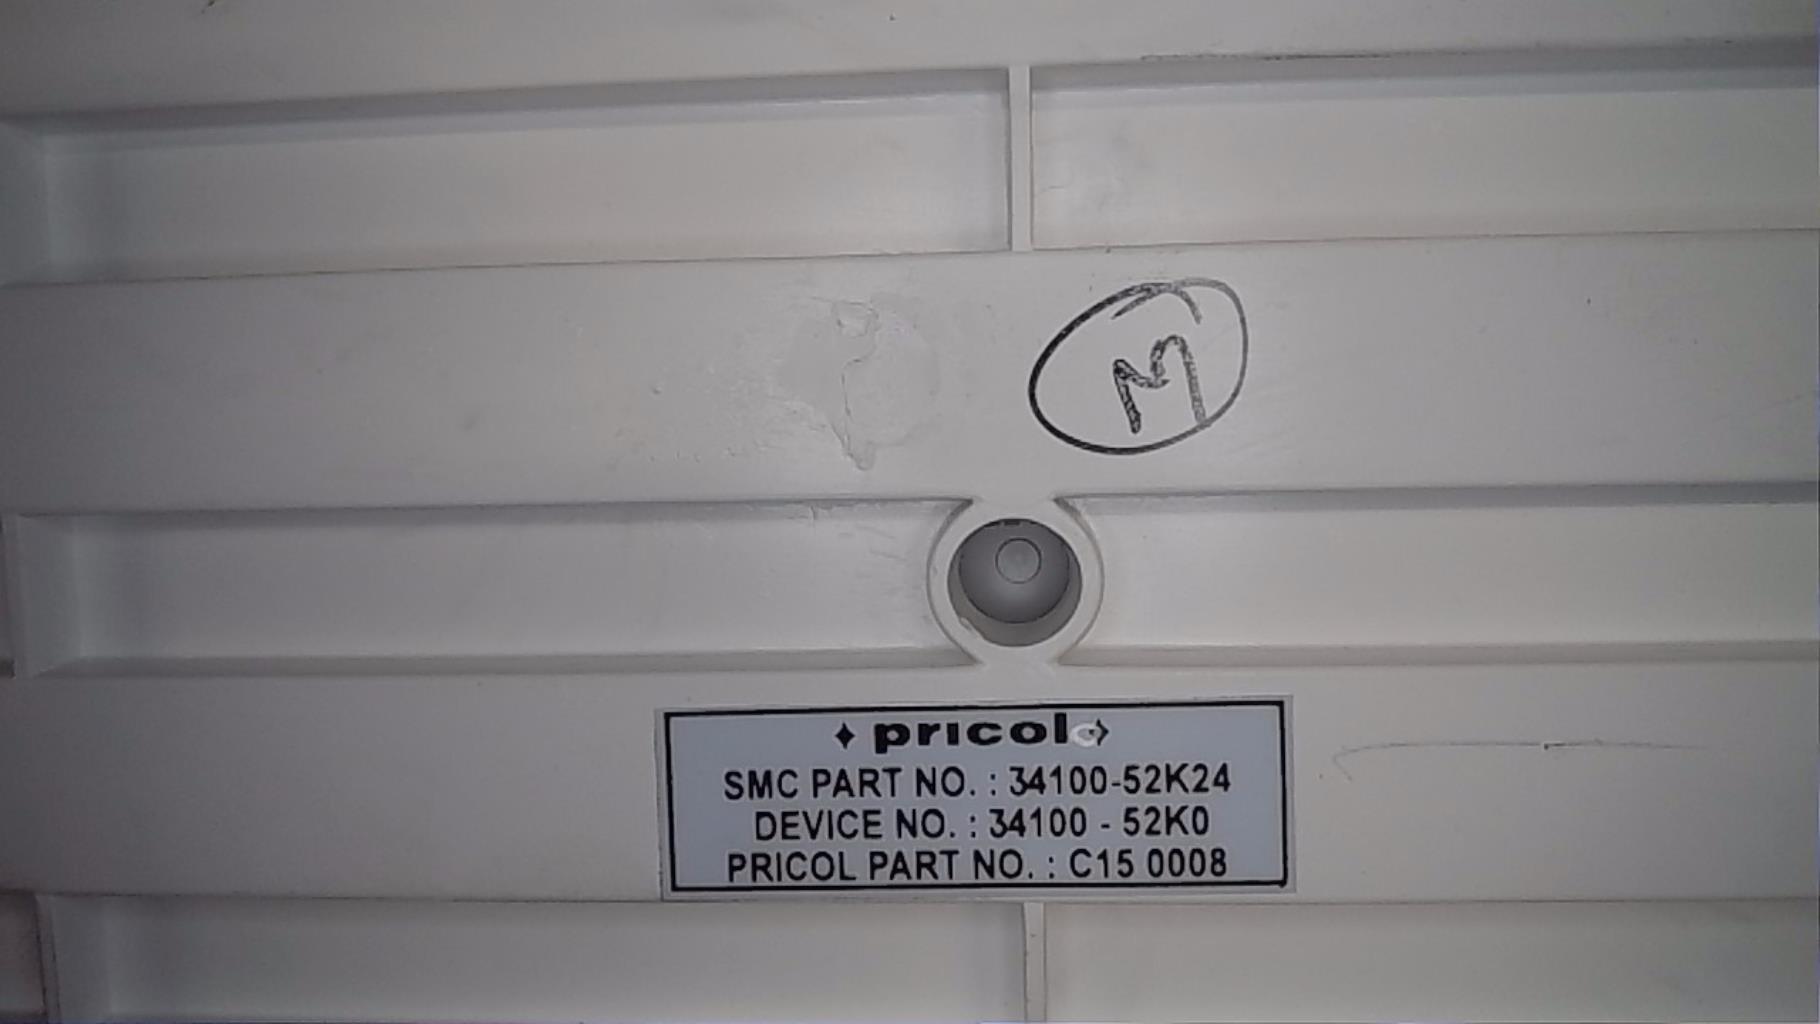 M
pricol
SMC PART NO. : 34100-52K24
DEVICE NO. : 34100 - 52K0
PRICOL PART NO. : C15 0008